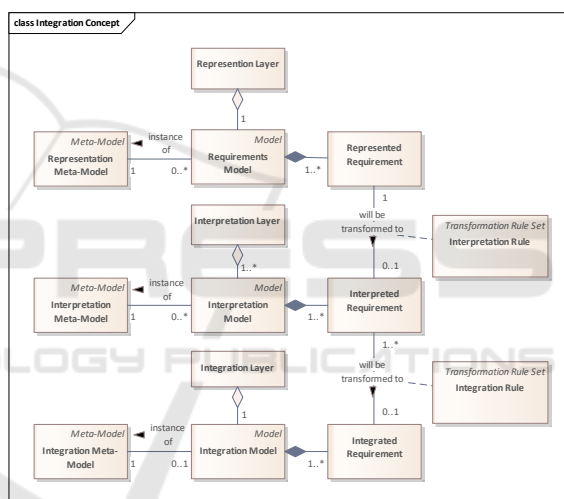 class Integration Concept
Represention Layer
1
Meta-Model
Representation
Meta-Model
instance
of
1
0..*
Model
Requirements
Model
1..*
Represented
Requirement
1
will be
transformed to
0..1
Transformation Rule Set
Interpretation Rule
Interpretation Layer
1..*
Meta-Model
Interpretation
Meta-Model
instance
of
1
0..*
Model
Interpretation
Model
1..*
Interpreted
Requirement
1..*
will be
transformed to
0..1
Transformation Rule Set
Integration Rule
Integration Layer
1
Meta-Model
Integration Meta-
Model
instance
of
1
0..1
Model
Integration Model
1..*
Integrated
Requirement
PRESS
OLOGY PUBLICATIONS